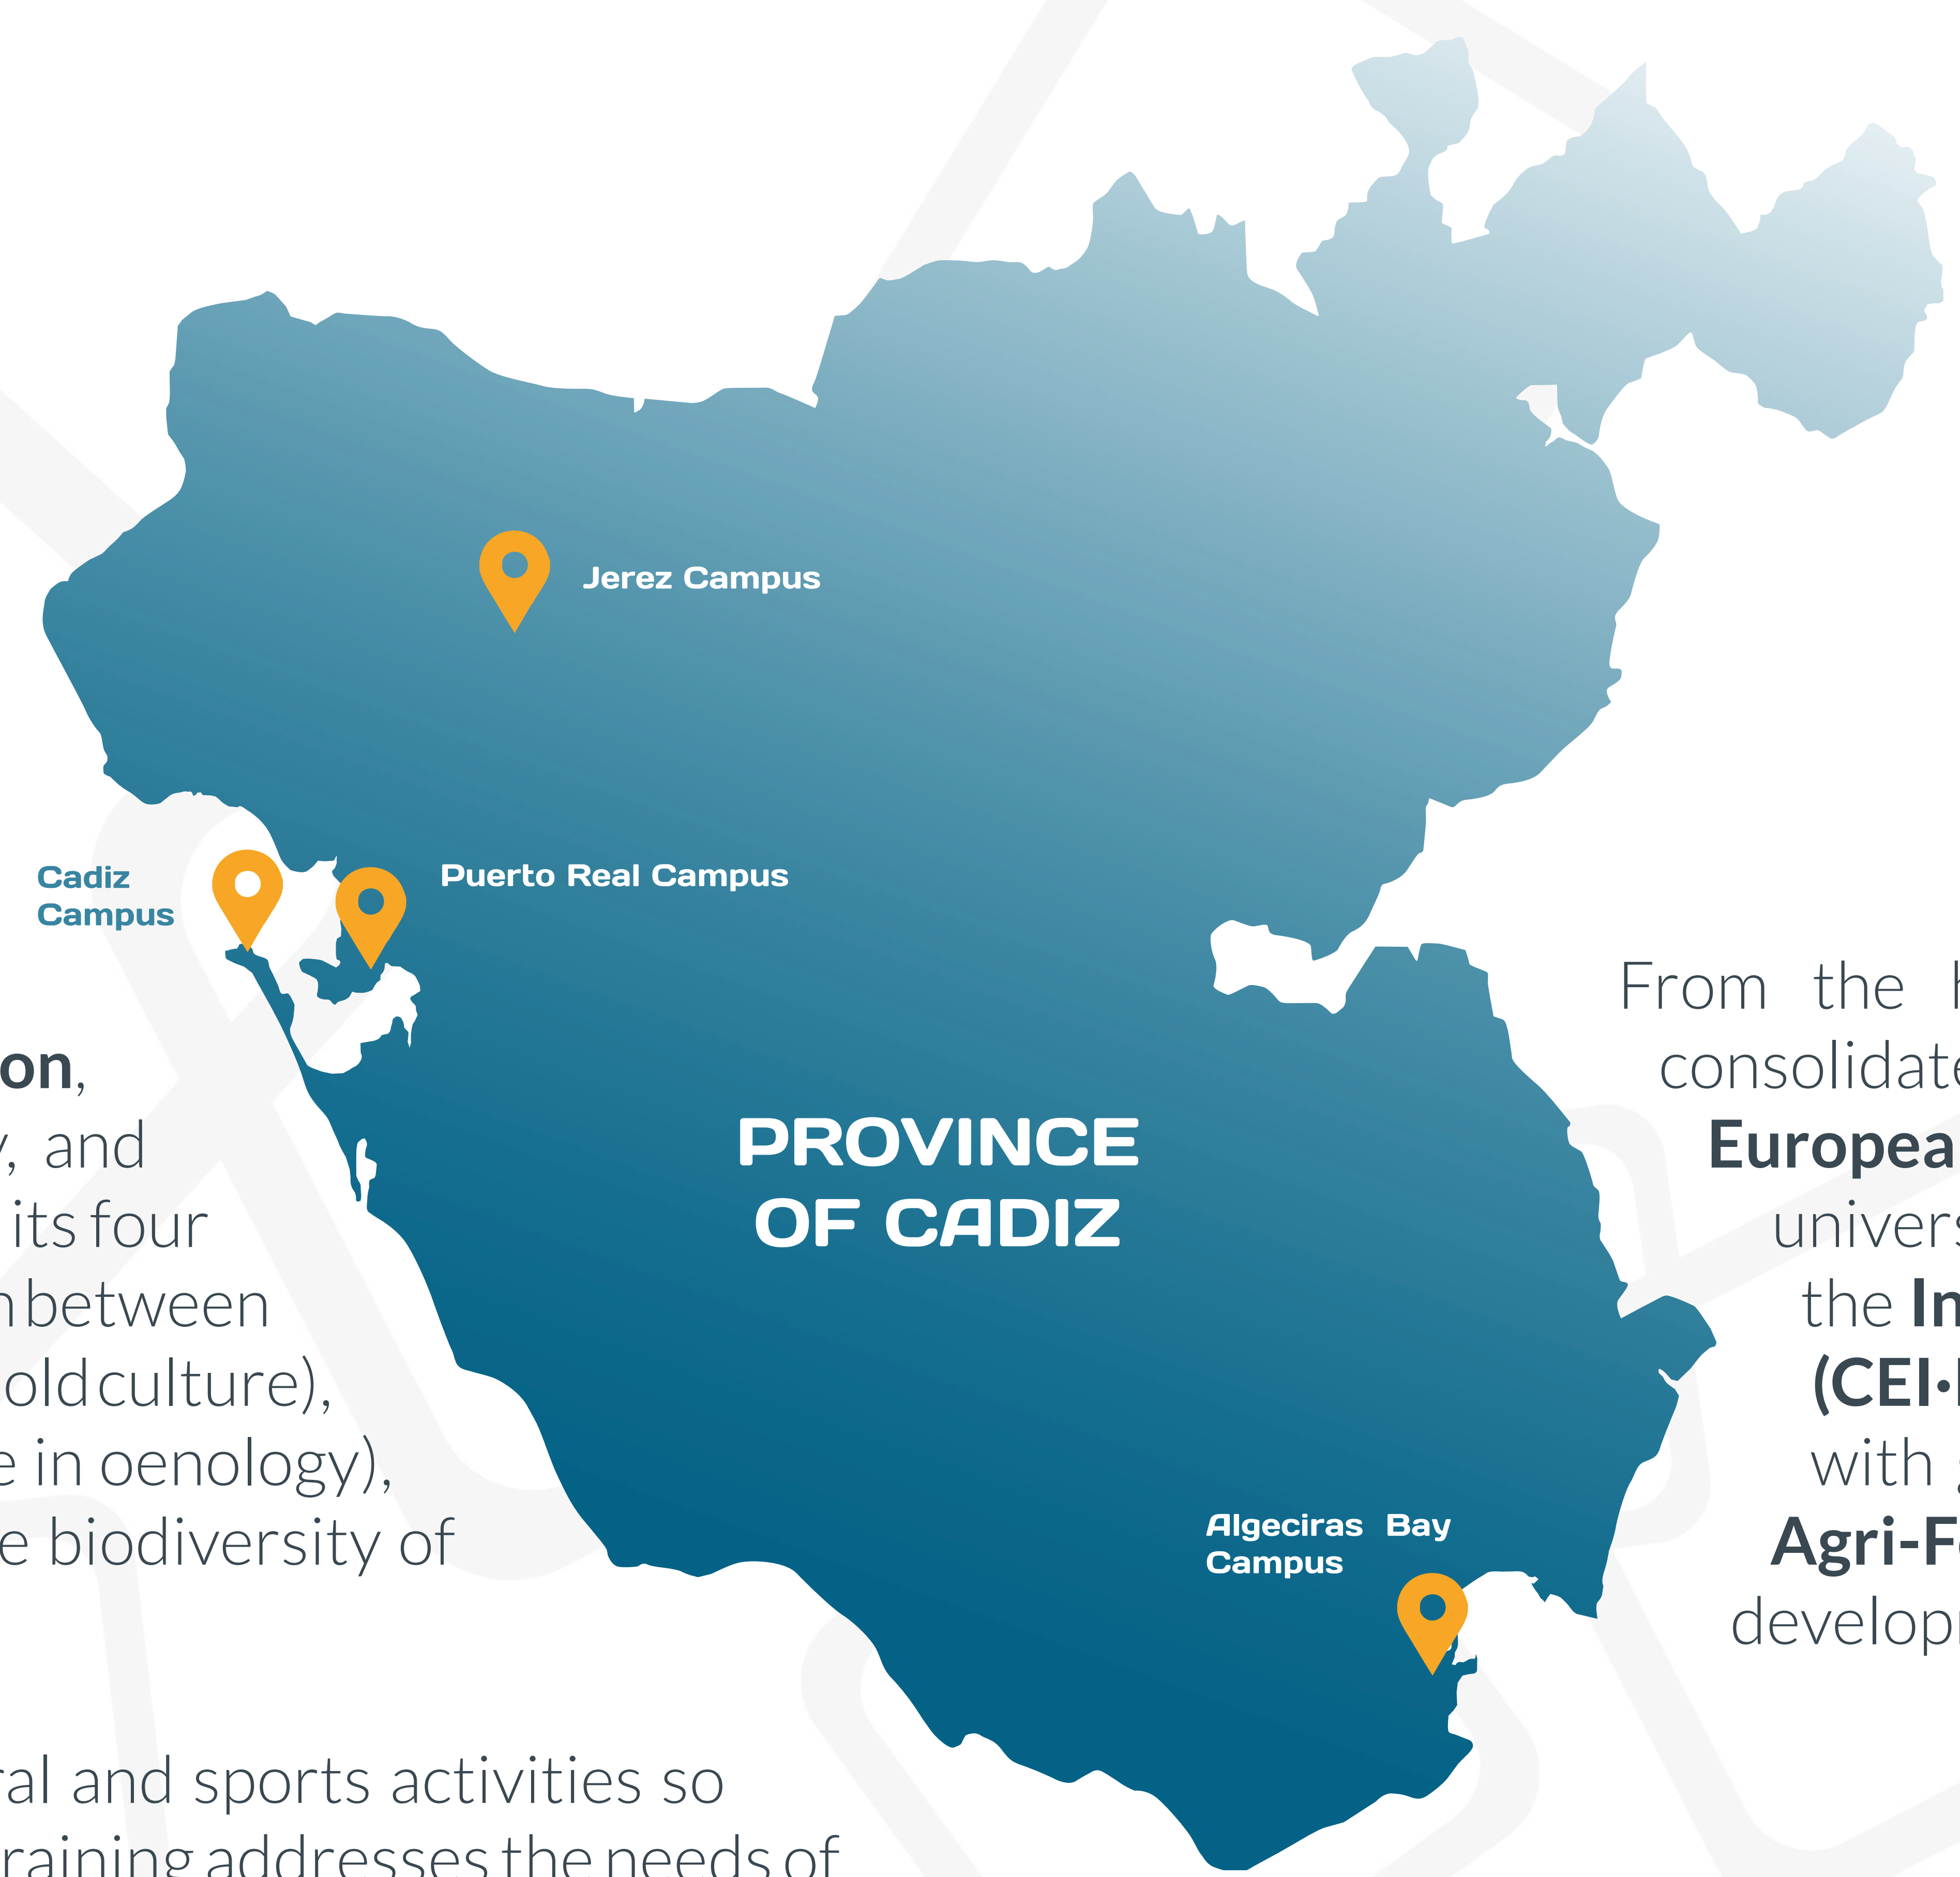 Jerez Campus
Cadiz
Campus
Puerto Real Campus
PROVINCE
OF CADIZ
Algeciras Bay
Campus
on,
, and
its four
between
old culture),
in oenology),
biodiversity of
and sports activities so
addresses the needs of
From the
consolidate
Europea
univers
the In
(CEI·
with
Agri-F
develop